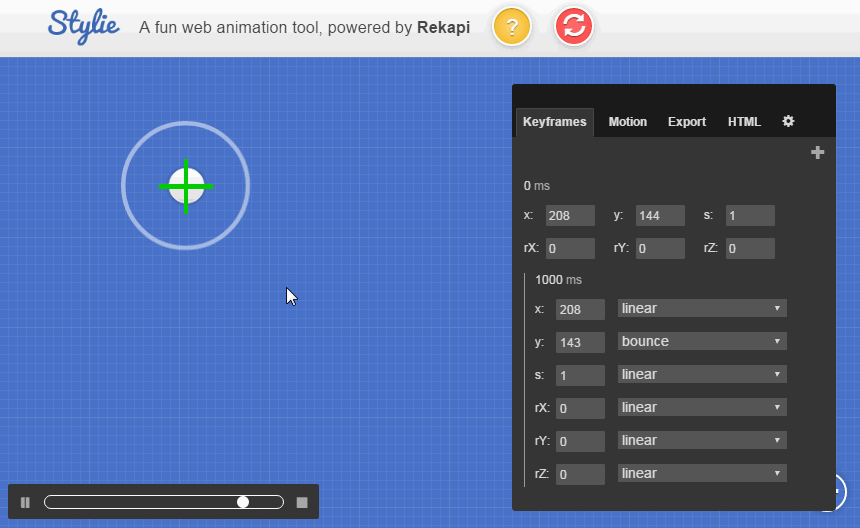 Stylie A fun web animation tool, powered by Rekapi ?
Keyframes Motion Export HTML
0 ms
x: 208 y: 144 s: 1
rX: 0 rY: 0 rZ: 0
1000 ms
x: 208 linear
y: 143 bounce
s: 1 linear
rX: 0 linear
rY: 0 linear
rZ: 0 linear